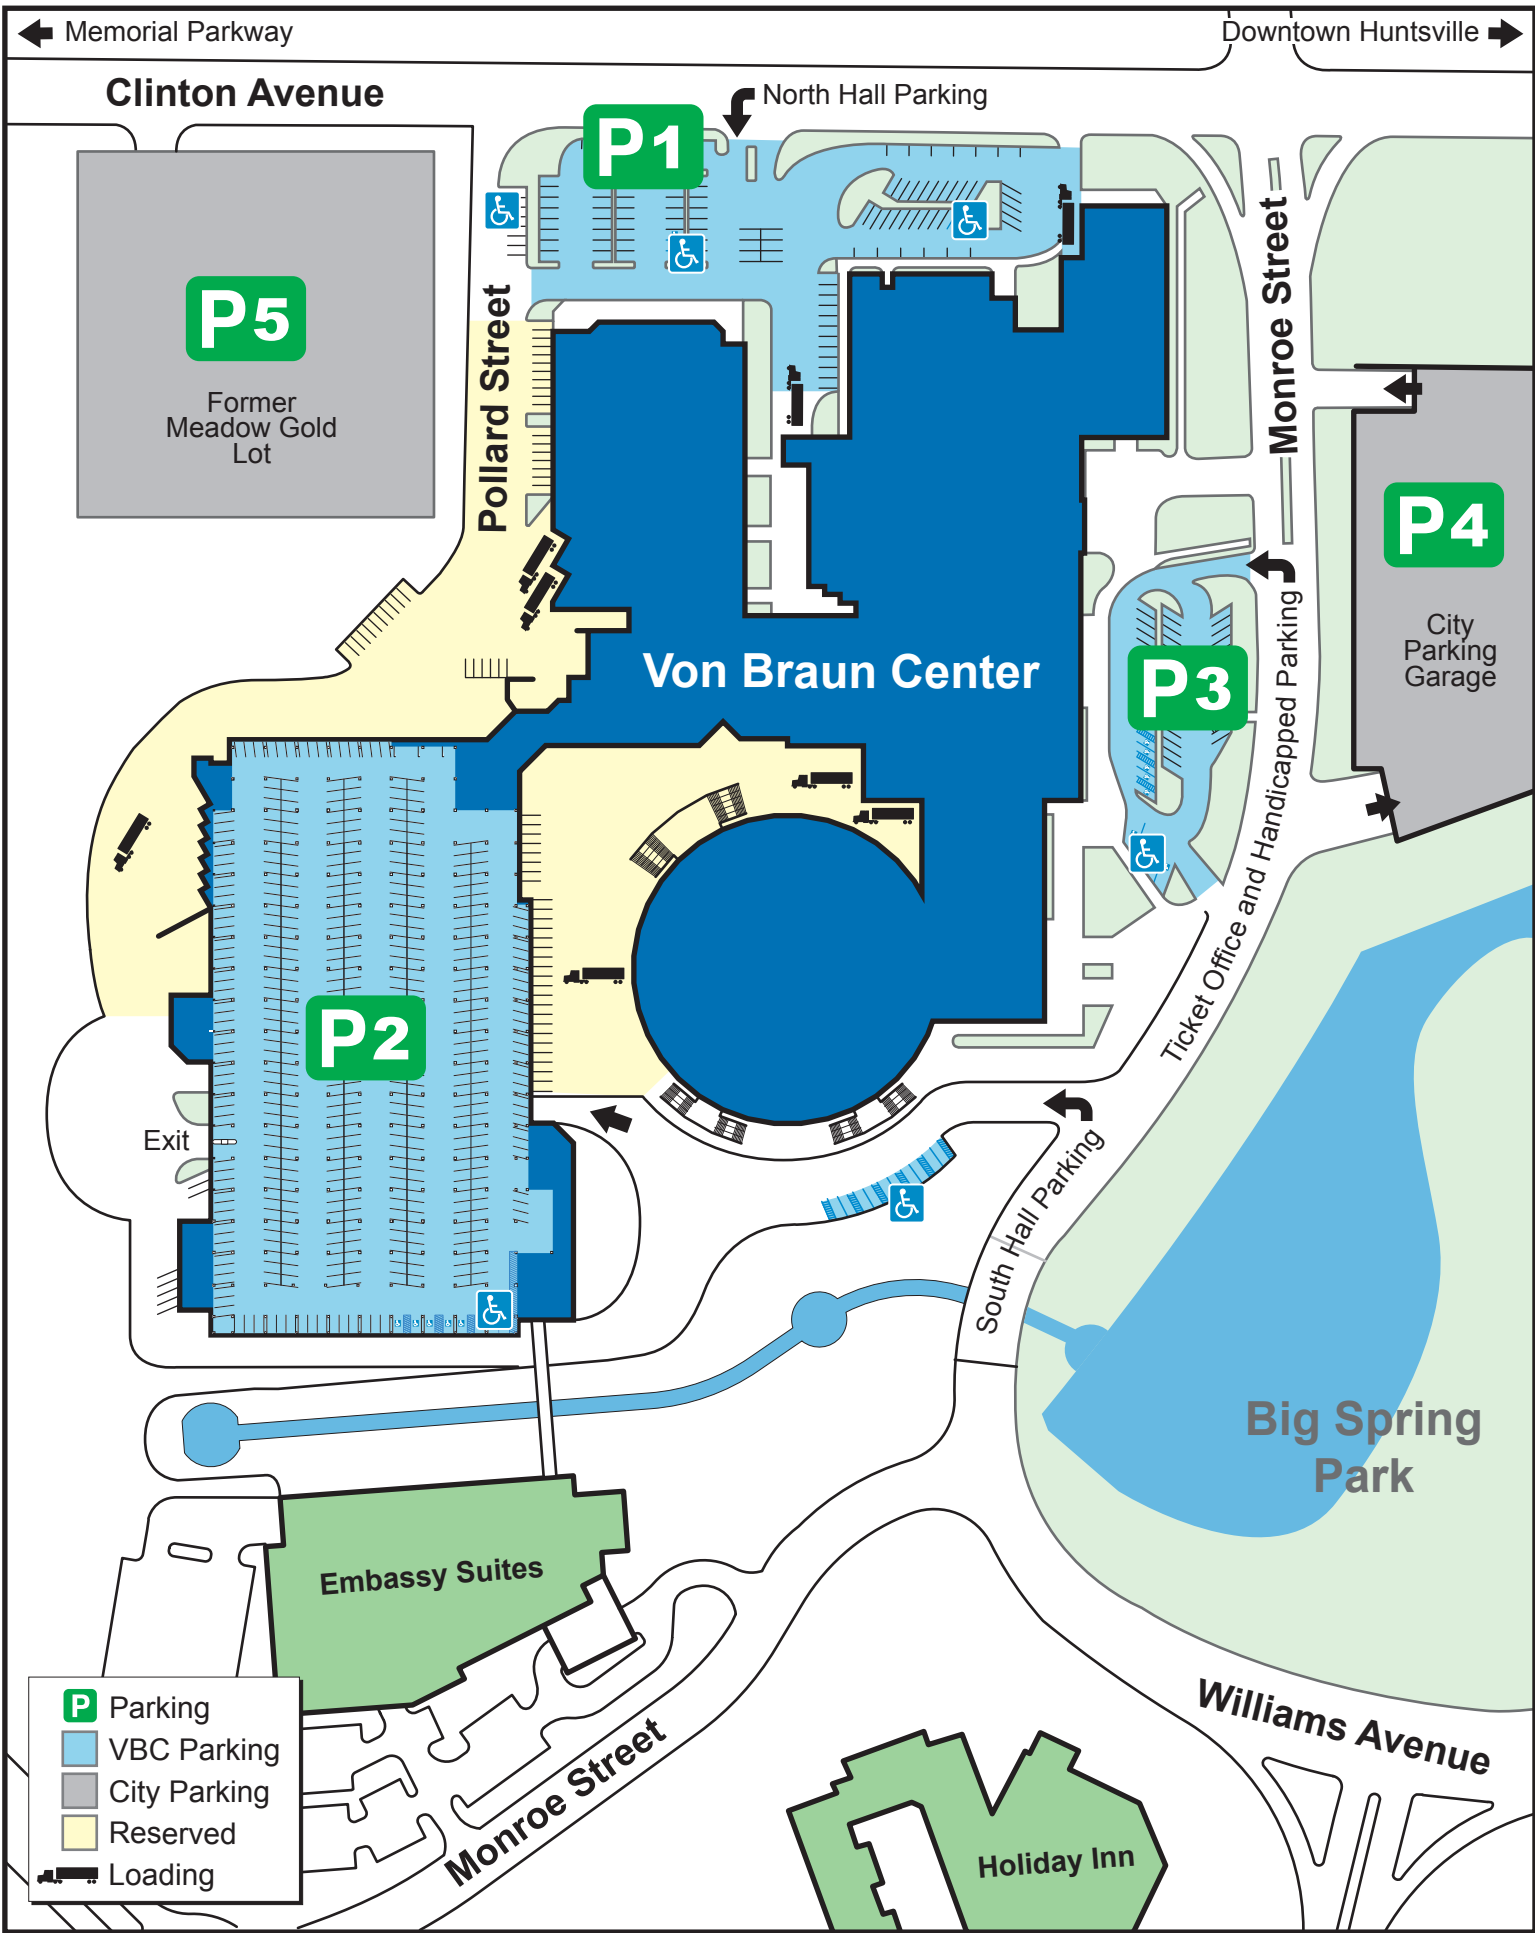 Memorial Parkway
Downtown Huntsville
Clinton Avenue
North Hall Parking
P1
P5
Former
Meadow Gold
Lot
Pollard Street
Monroe Street
P4
City
Parking
Garage
Von Braun Center
P3
Ticket Office and Handicapped Parking
P2
Exit
South Hall Parking
Big Spring
Park
Embassy Suites
Monroe Street
Williams Avenue
Holiday Inn
P Parking
VBC Parking
City Parking
Reserved
Loading